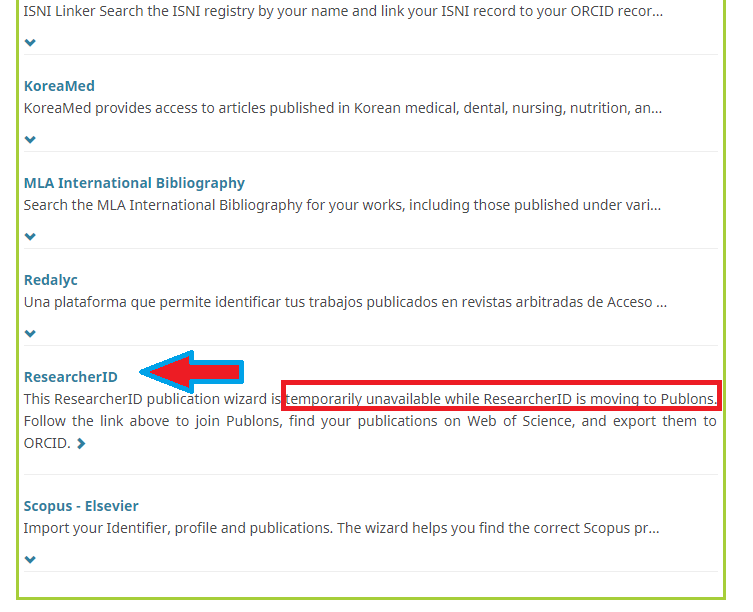 ISNI Linker Search the ISNI registry by your name and link your ISNI record to your ORCID recor...
KoreaMed
KoreaMed provides access to articles published in Korean medical, dental, nursing, nutrition, an...
MLA International Bibliography
Search the MLA International Bibliography for your works, including those published under vari...
Redalyc
Una plataforma que permite identificar tus trabajos publicados en revistas arbitradas de Acceso ...
ResearcherID
This ResearcherID publication wizard is temporarily unavailable while ResearcherID is moving to Publons.
Follow the link above to join Publons, find your publications on Web of Science, and export them to
ORCID.
Scopus - Elsevier
Import your Identifier, profile and publications. The wizard helps you find the correct Scopus pr...